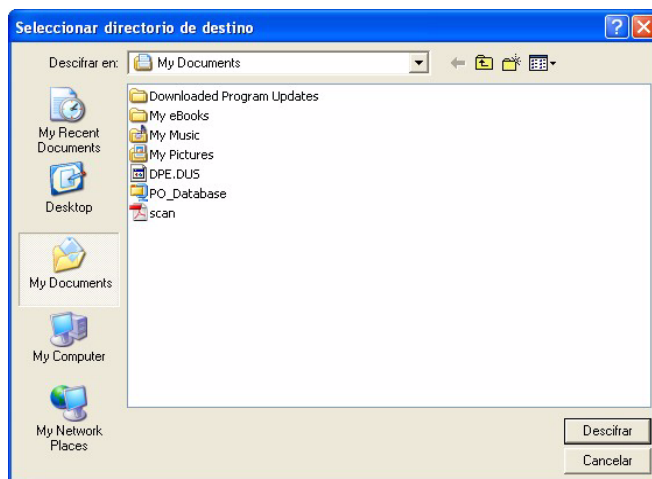 Seleccionar directorio de destino
Descifrar en:
My Documents
My Recent
Documents
Desktop
My Documents
My Computer
My Network
Places
Downloaded Program Updates
My eBooks
My Music
My Pictures
DPE.DUS
PO_Database
scan
Descifrar
Cancelar